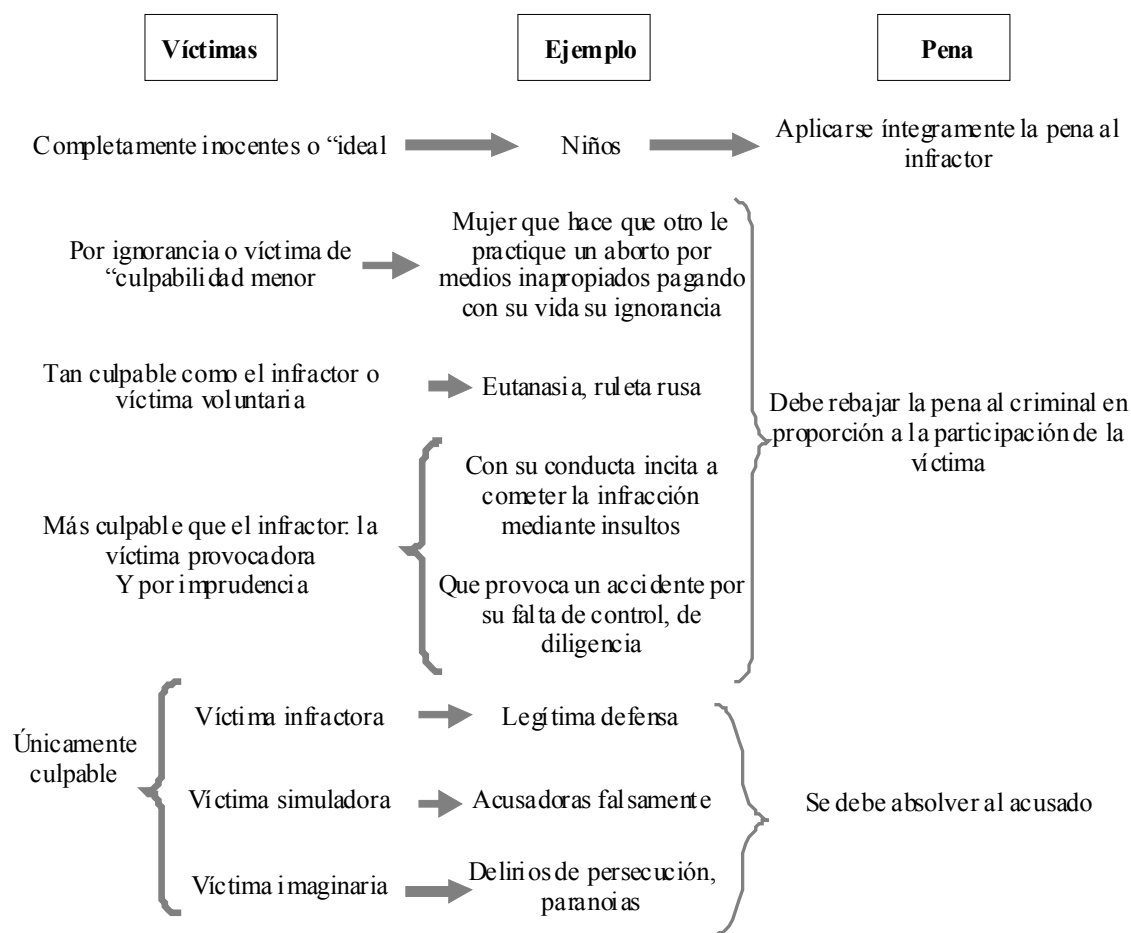 Víctimas
Ejemplo
Pena
Completamente inocentes o “ideal
Niños
Aplicarse íntegramente la pena al
infractor
Por ignorancia o víctima de
“culpabilidad menor
Mujer que hace que otro le
practique un aborto por
medios inapropiados pagando
con su vida su ignorancia
Tan culpable como el infractor o
víctima voluntaria
Eutanasia, ruleta rusa
Debe rebajar la pena al criminal en
proporción a la participación de la
víctima
Más culpable que el infractor: la
víctima provocadora
Y por imprudencia
Con su conducta incita a
cometer la infracción
mediante insultos
Que provoca un accidente por
su falta de control, de
diligencia
Únicamente
culpable
Víctima infractora
Legítima defensa
Víctima simuladora
Acusadoras falsamente
Víctima imaginaria
Delirios de persecución,
paranoias
Se debe absolver al acusado